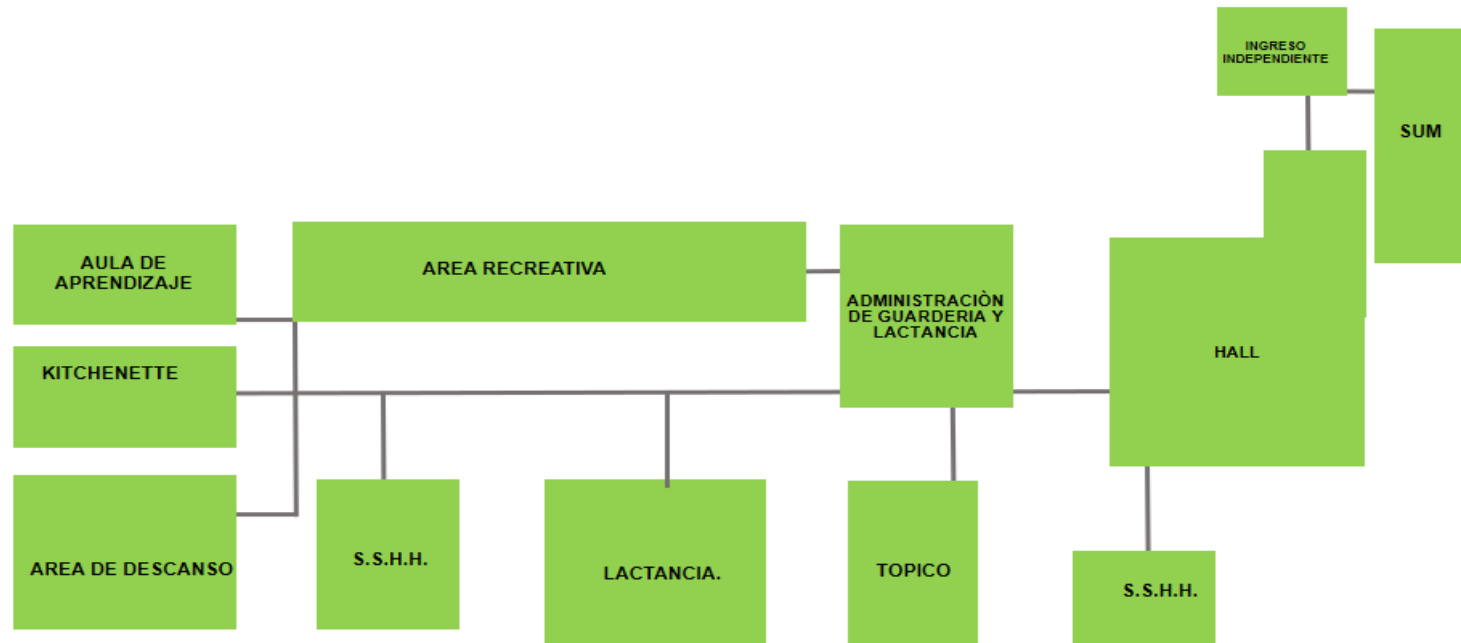 INGRESO
INDEPENDIENTE
SUM
AULA DE
APRENDIZAJE
AREA RECREATIVA
ADMINISTRACIÒN
DE GUARDERIA Y
LACTANCIA
HALL
KITCHENETTE
AREA DE DESCANSO
S.S.H.H.
LACTANCIA.
TOPICO
S.S.H.H.